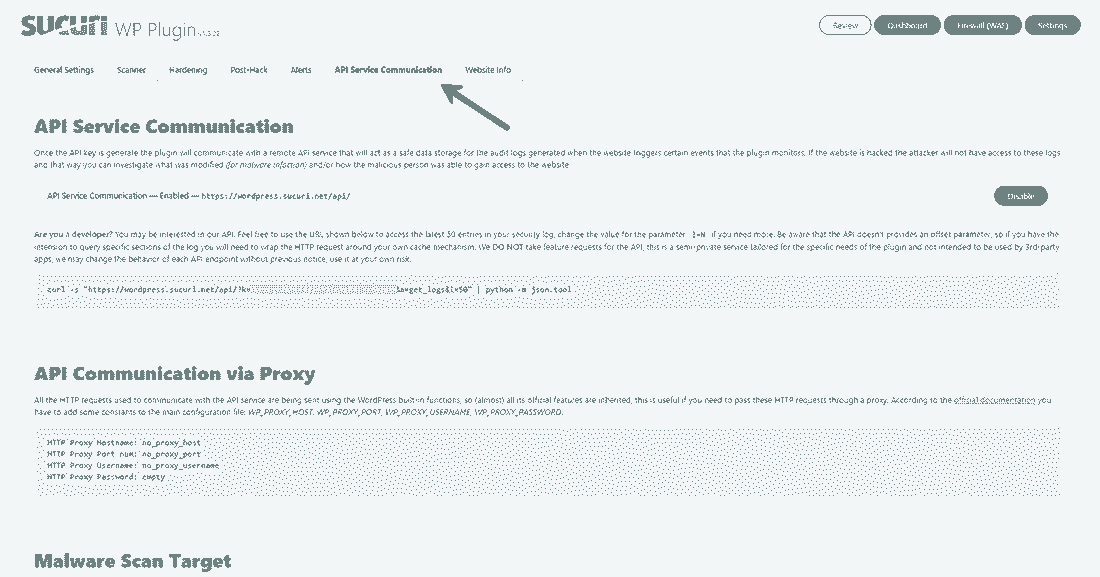 SUCURI WP Plugin
Review Dashboard Firewall (WAF) Settings
General Settings Scanner Hardening Post-Hack Alerts API Service Communication Website Info
API Service Communication
Once the API key is generate the plugin will communicate with a remote API service that will act as a safe data storage for the audit logs generated when the website triggers certain events that the plugin monitors. If the website is hacked the attacker will not have access to these logs
and that way you can investigate what was modified (for malware infaction) and/or how the malicious person was able to gain access to the website.
API Service Communication — Enabled — https://wordpress.sucuri.net/api/
Disable
Are you a developer? You may be interested in our API. Feel free to use the URL shown below to access the latest 50 entries in your security log, change the value for the parameter l=N if you need more. Be aware that the API doesn't provides an offset parameter, so if you have the
intension to query specific sections of the log you will need to wrap the HTTP request around your own cache mechanism. We DO NOT take feature requests for the API, this is a semi-private service tailored for the specific needs of the plugin and not intended to be used by 3rd-party
apps, we may change the behavior of each API endpoint without previous notice, use it at your own risk.
curl -s "https://wordpress.sucuri.net/api/?k= &a=get_logs&l=50" | python -m json.tool
API Communication via Proxy
All the HTTP requests used to communicate with the API service are being sent using the WordPress built-in functions, so (almost) all its official features are inherited, this is useful if you need to pass these HTTP requests through a proxy. According to the official documentation you
have to add some constants to the main configuration file: WP_PROXY_HOST, WP_PROXY_PORT, WP_PROXY_USERNAME, WP_PROXY_PASSWORD.
HTTP Proxy Hostname: no_proxy_host
HTTP Proxy Port num: no_proxy_port
HTTP Proxy Username: no_proxy_username
HTTP Proxy Password: empty
Malware Scan Target